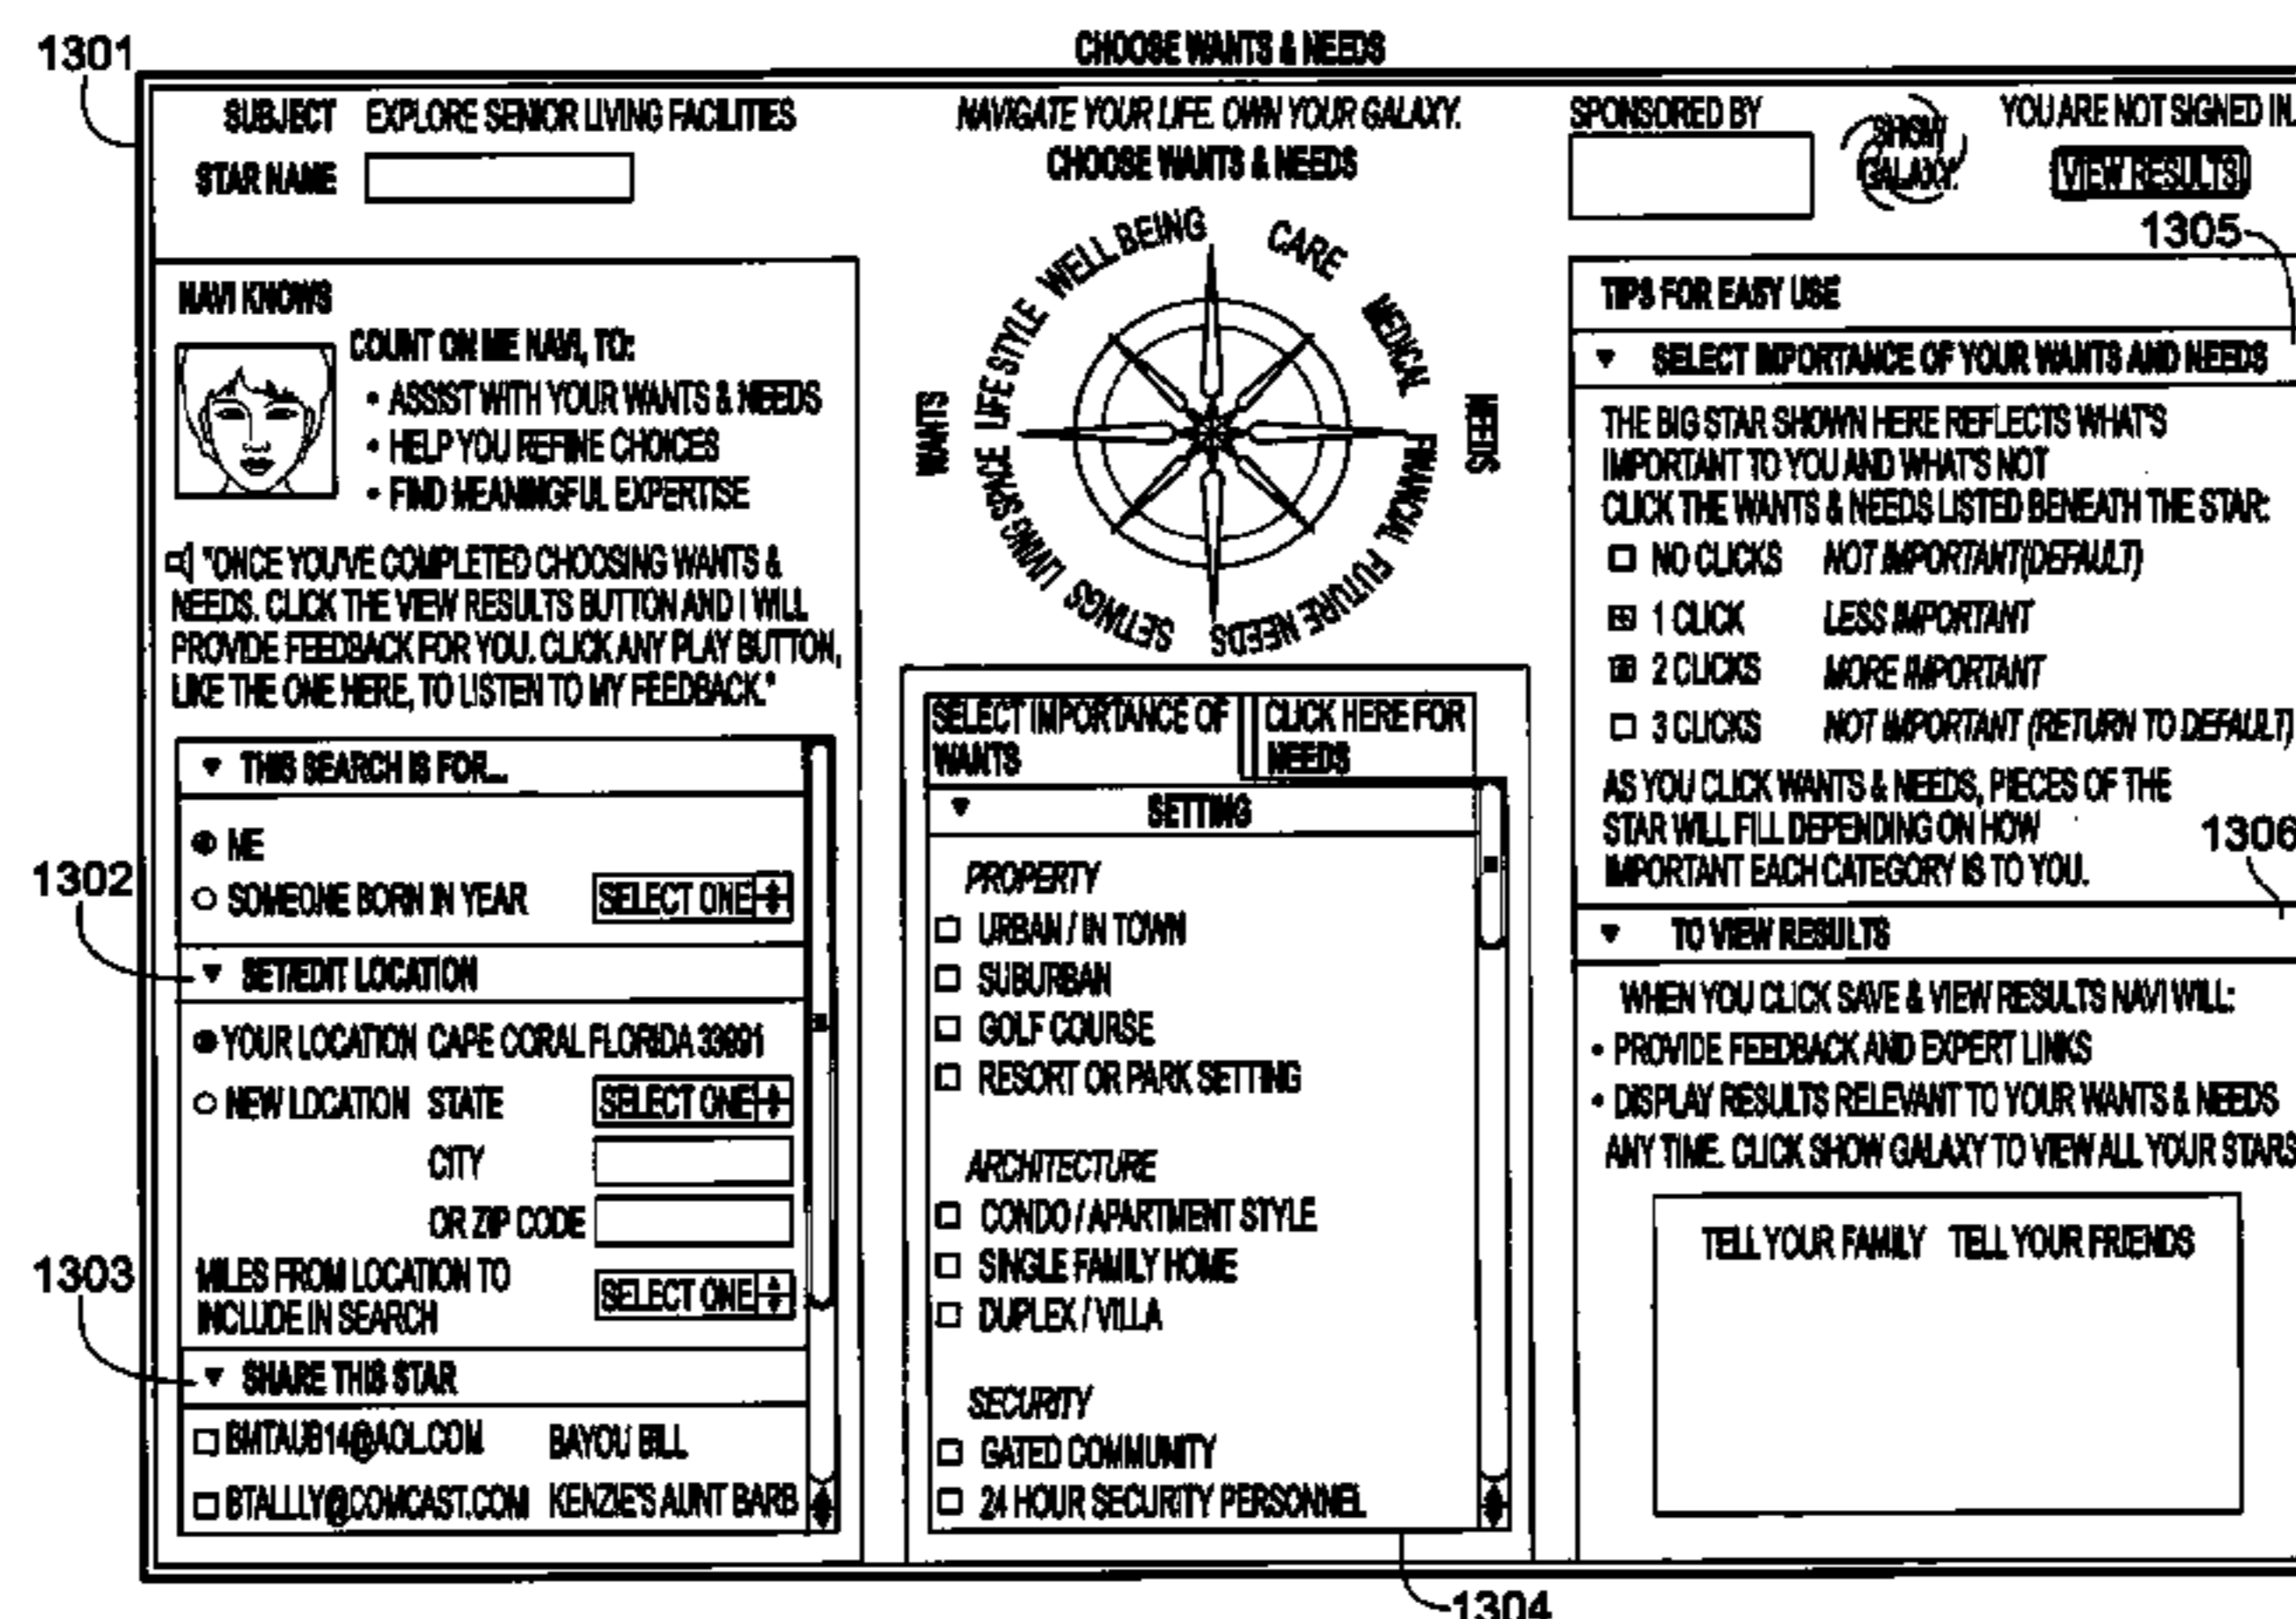 CHOOSE WANTS & NEEDS
1301
SUBJECT EXPLORE SENIOR LIVING FACILITIES
STAR NAME
NAVIGATE YOUR LIFE. OWN YOUR GALAXY.
CHOOSE WANTS & NEEDS
SPONSORED BY
SHOW
GALAXY.
YOU ARE NOT SIGNED IN.
VIEW RESULTS
1305
NAVI KNOWS
COUNT ON ME NAVI, TO:
• ASSIST WITH YOUR WANTS & NEEDS
• HELP YOU REFINE CHOICES
• FIND MEANINGFUL EXPERTISE
"ONCE YOU'VE COMPLETED CHOOSING WANTS &
NEEDS. CLICK THE VIEW RESULTS BUTTON AND I WILL
PROVIDE FEEDBACK FOR YOU. CLICK ANY PLAY BUTTON,
LIKE THE ONE HERE, TO LISTEN TO MY FEEDBACK."
THIS SEARCH IS FOR...
ME
SOMEONE BORN IN YEAR SELECT ONE
1302
SET/EDIT LOCATION
YOUR LOCATION CAPE CORAL FLORIDA 33991
NEW LOCATION STATE SELECT ONE
CITY
OR ZIP CODE
1303
MILES FROM LOCATION TO
INCLUDE IN SEARCH
SELECT ONE
SHARE THIS STAR
BMTAUB14@AOL.COM BAYOU BILL
BTALLLY@COMCAST.COM KENZIE'S AUNT BARB
WANTS
LIFE STYLE
WELL BEING
CARE
MEDICAL
NEEDS
FINANCIAL
FUTURE NEEDS
SETINGS
LIVING SPACE
SELECT IMPORTANCE OF
WANTS
CLICK HERE FOR
NEEDS
SETTING
PROPERTY
URBAN / IN TOWN
SUBURBAN
GOLF COURSE
RESORT OR PARK SETTING
ARCHITECTURE
CONDO / APARTMENT STYLE
SINGLE FAMILY HOME
DUPLEX / VILLA
SECURITY
GATED COMMUNITY
24 HOUR SECURITY PERSONNEL
1304
TIPS FOR EASY USE
SELECT IMPORTANCE OF YOUR WANTS AND NEEDS
THE BIG STAR SHOWN HERE REFLECTS WHAT'S
IMPORTANT TO YOU AND WHAT'S NOT
CLICK THE WANTS & NEEDS LISTED BENEATH THE STAR:
NO CLICKS NOT IMPORTANT(DEFAULT)
1 CLICK LESS IMPORTANT
2 CLICKS MORE IMPORTANT
3 CLICKS NOT IMPORTANT (RETURN TO DEFAULT)
AS YOU CLICK WANTS & NEEDS, PIECES OF THE
STAR WILL FILL DEPENDING ON HOW
IMPORTANT EACH CATEGORY IS TO YOU.
1306
TO VIEW RESULTS
WHEN YOU CLICK SAVE & VIEW RESULTS NAVI WILL:
• PROVIDE FEEDBACK AND EXPERT LINKS
• DISPLAY RESULTS RELEVANT TO YOUR WANTS & NEEDS
ANY TIME. CLICK SHOW GALAXY TO VIEW ALL YOUR STARS
TELL YOUR FAMILY TELL YOUR FRIENDS